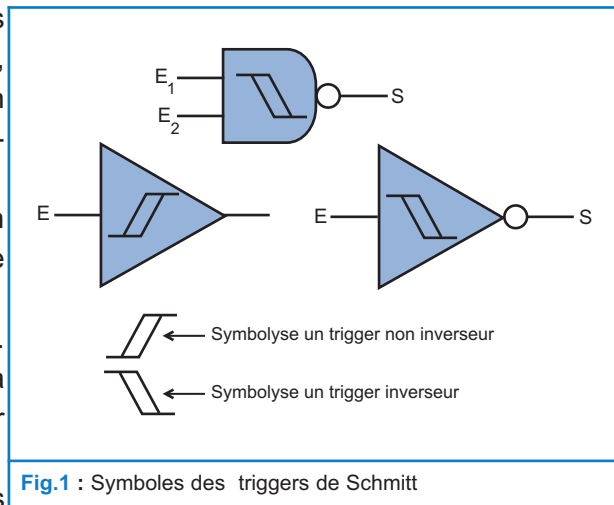 E1
E2
S
E
E
S
Symbolyse un trigger non inverseur
Symbolyse un trigger inverseur
Fig.1 : Symboles des triggers de Schmitt